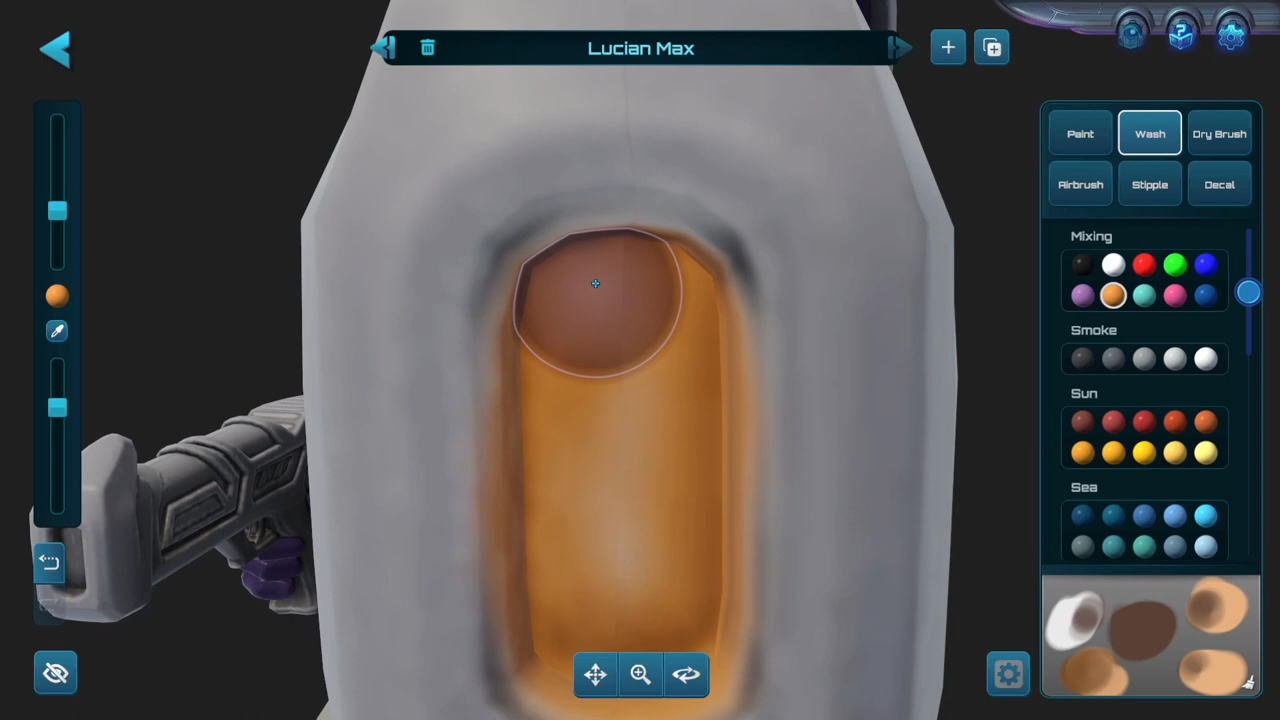 Lucian Max
Paint Wash Dry Brush
Airbrush Stipple Decal
Mixing
Smoke
Sun
Sea